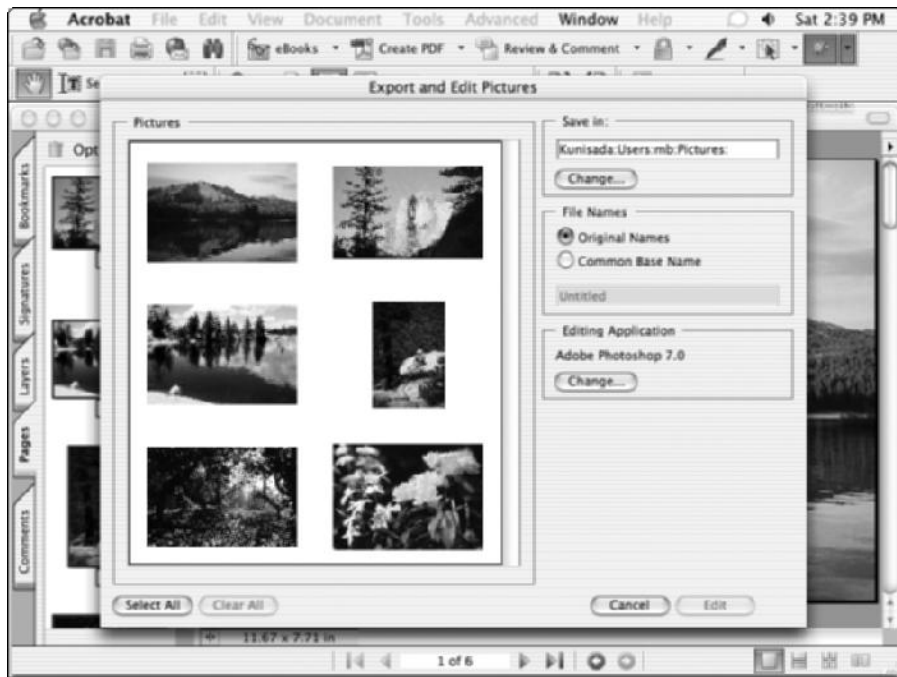 Acrobat File Edit View Document Tools Advanced Window Help Sat 2:39 PM
eBooks Create PDF Review & Comment
Se
Export and Edit Pictures
Opt
Bookmarks
Signatures
Layers
Pages
Comments
Pictures
Save in:
Kunisada:Users:mb:Pictures:
Change...
File Names
Original Names
Common Base Name
Untitled
Editing Application
Adobe Photoshop 7.0
Change...
Select All Clear All Cancel Edit
11.67 x 7.71 in
1 of 6